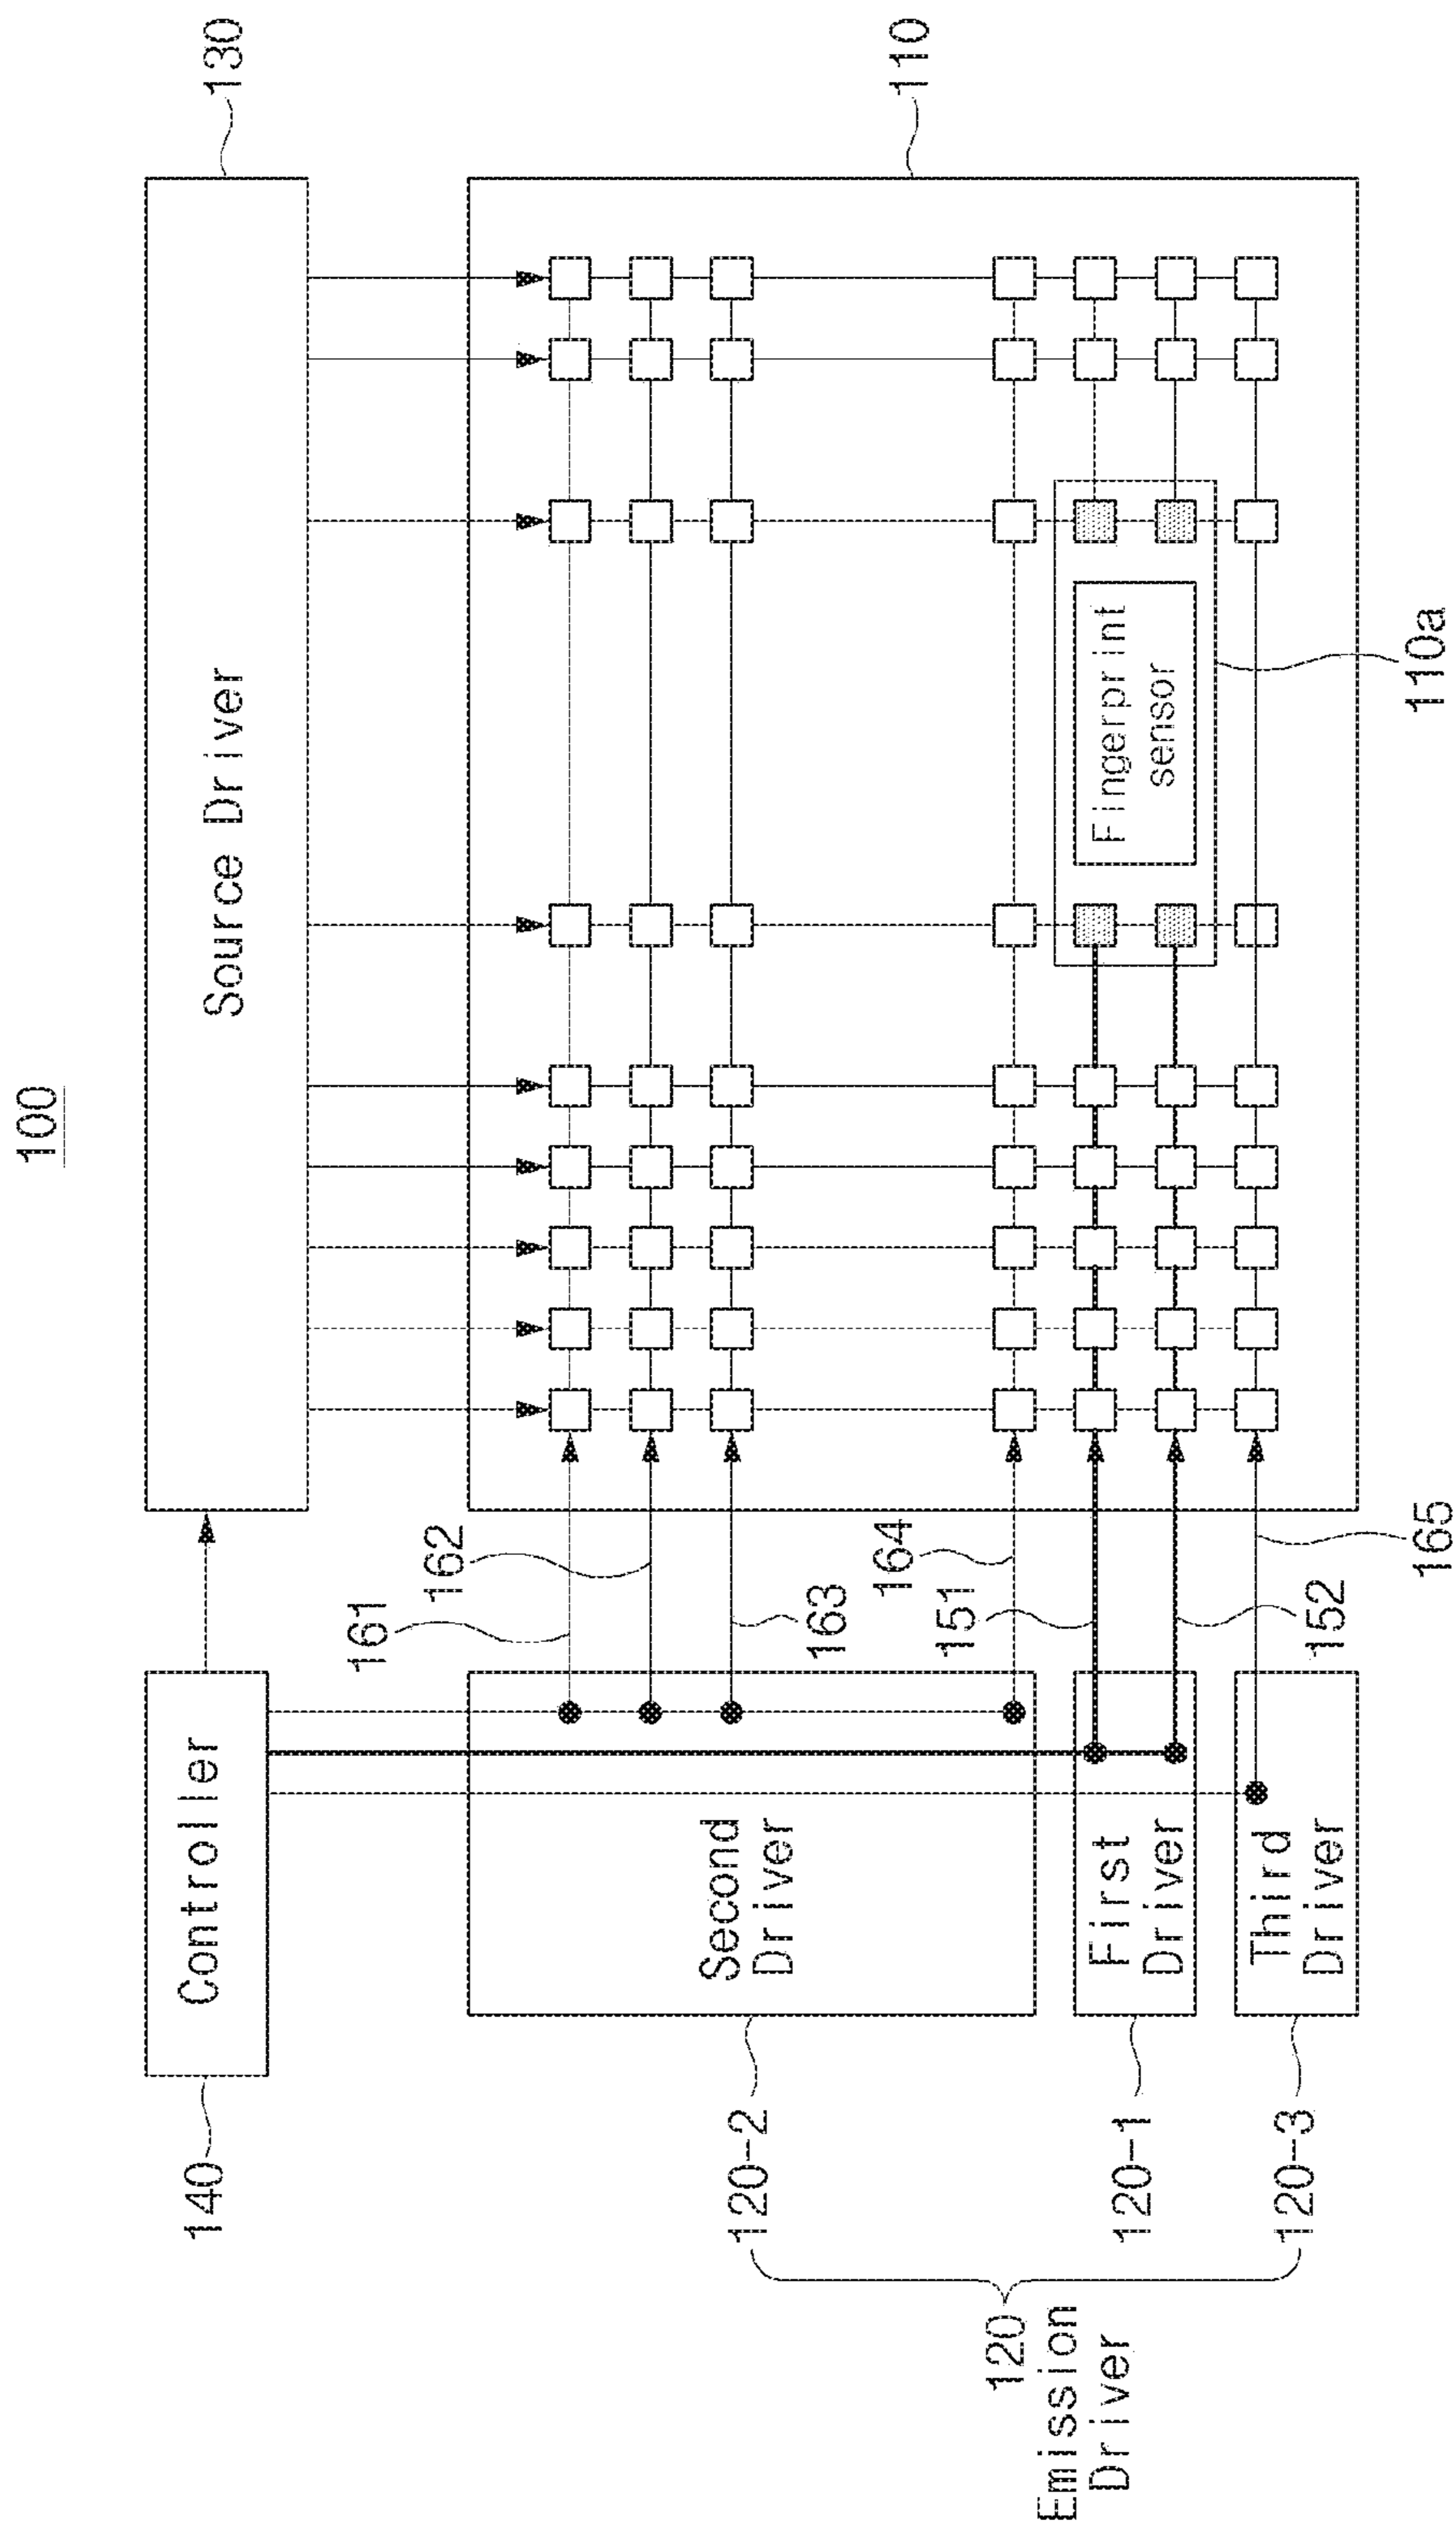 100
140
Controller
Source Driver
130
161
162
163
164
151
152
165
Second
Driver
First
Driver
Third
Driver
Fingerprint
sensor
110
110a
120-2
120-1
120-3
120
Emission
Driver